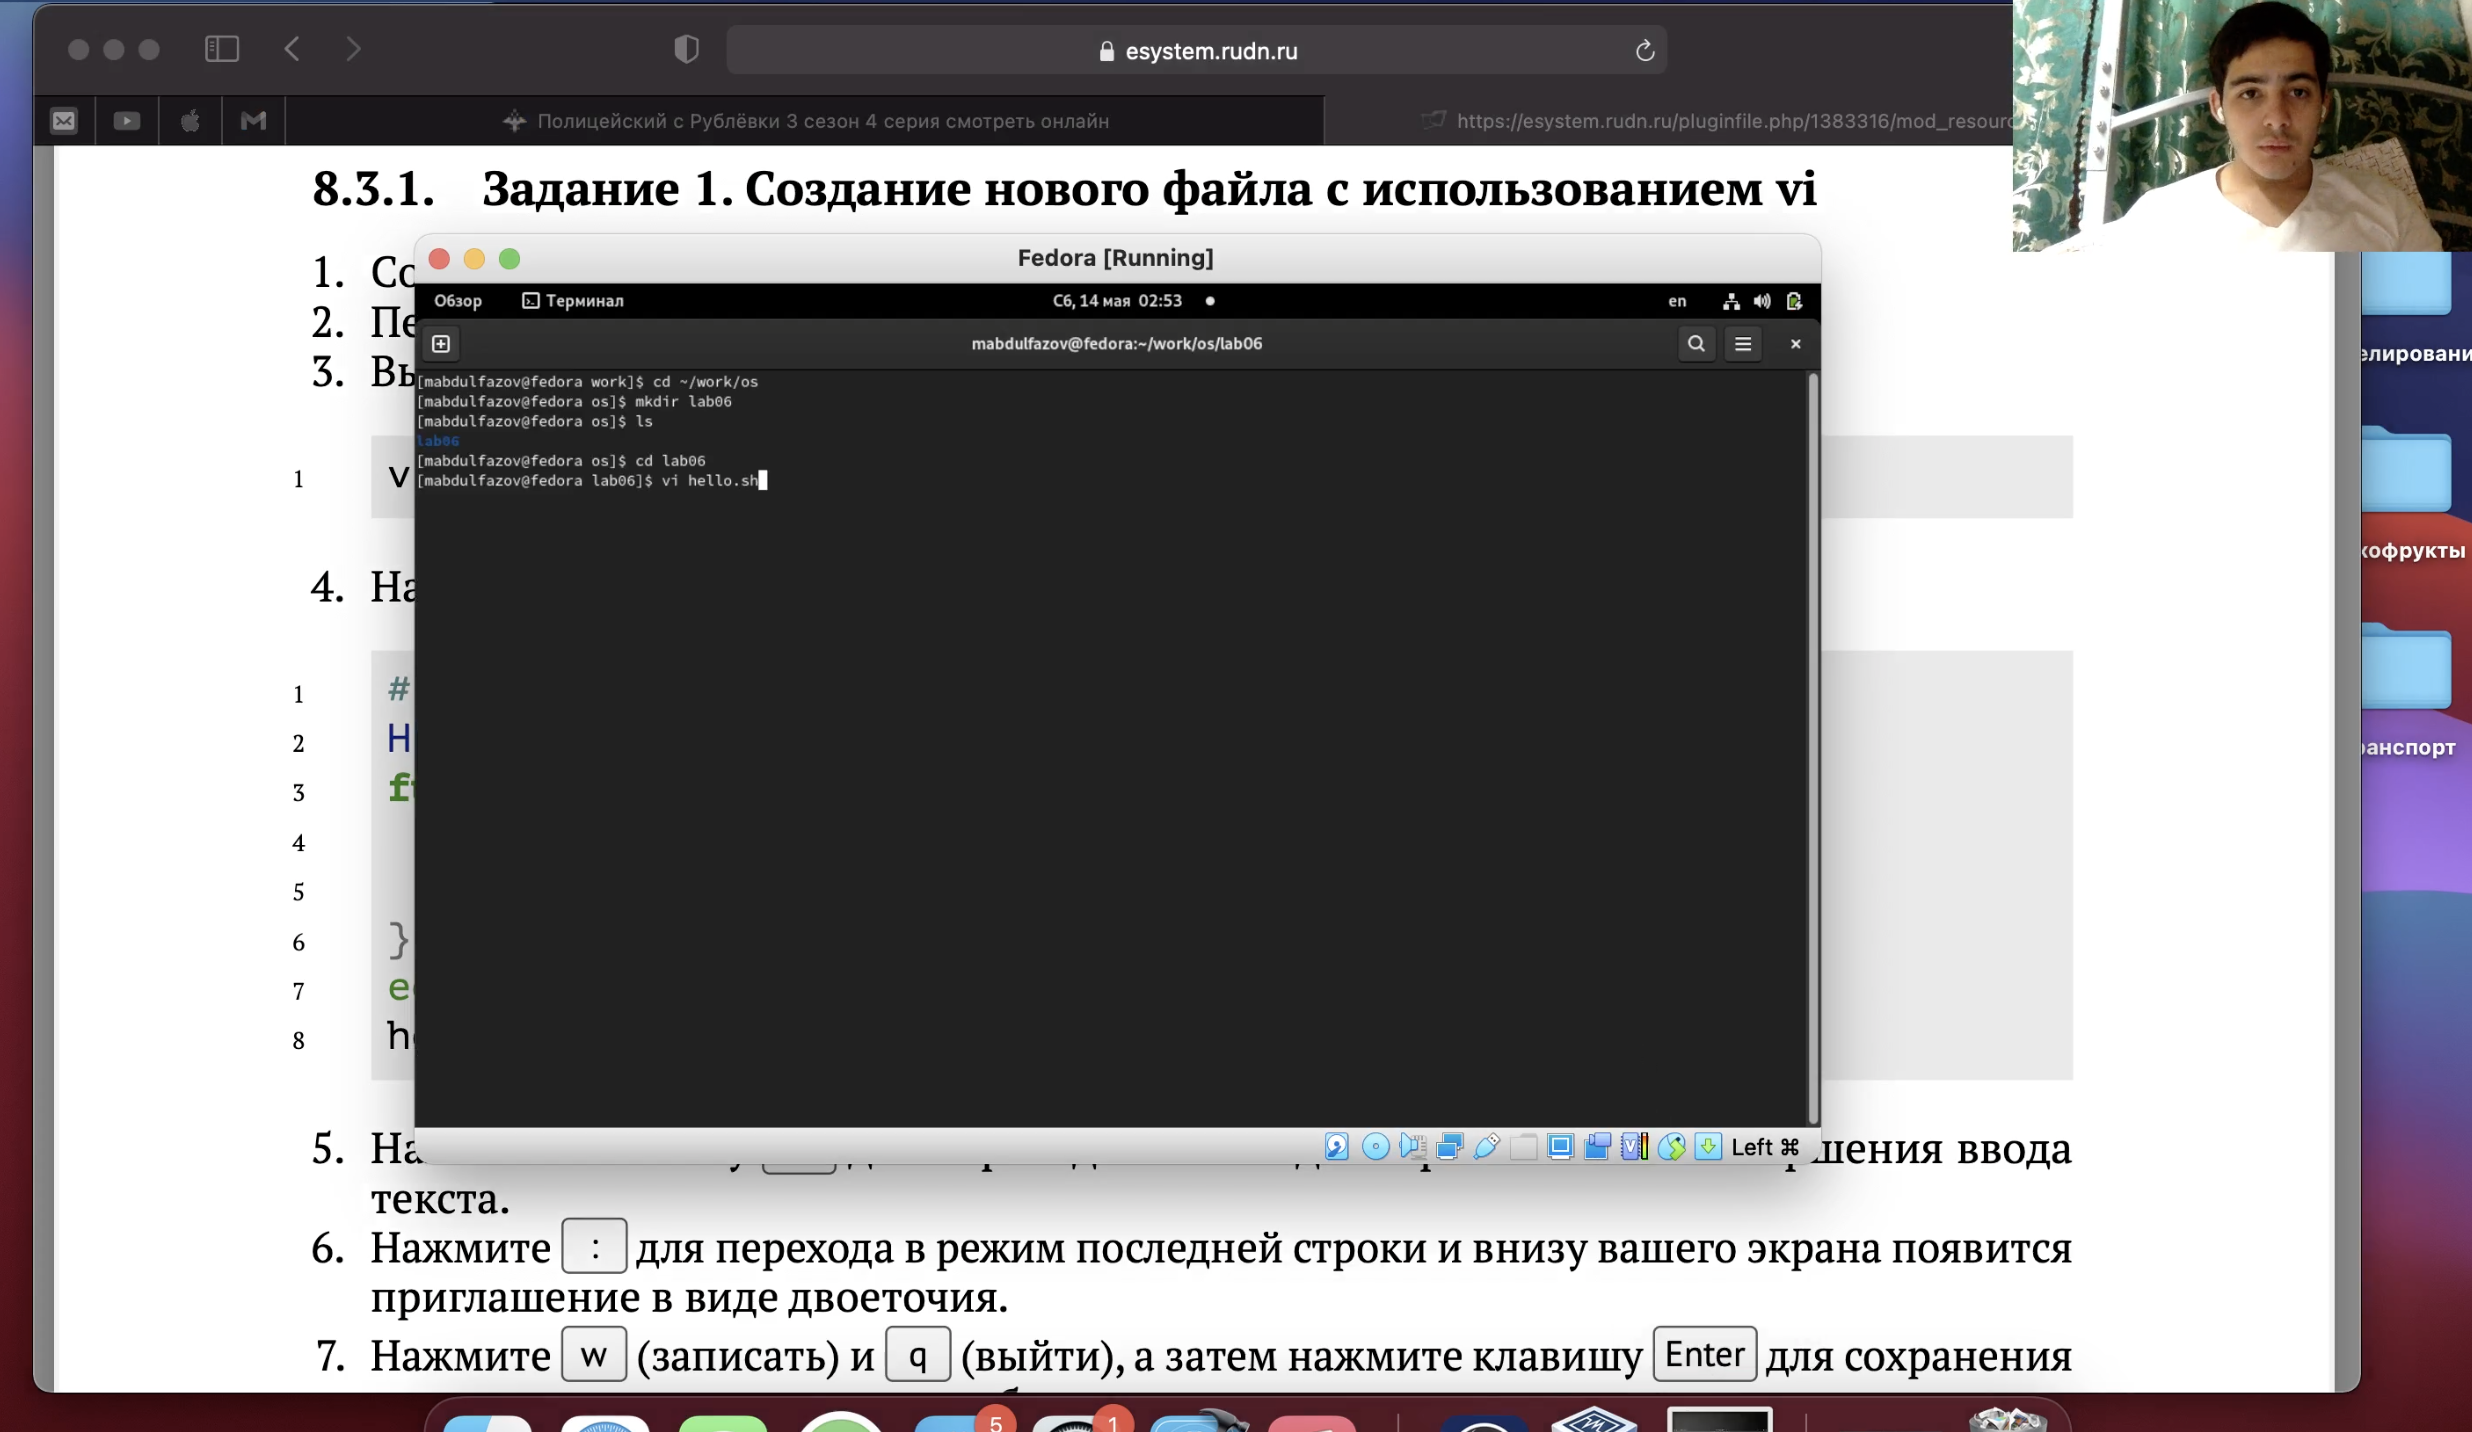 esystem.rudn.ru
Полицейский с Рублёвки 3 сезон 4 серия смотреть онлайн
https://esystem.rudn.ru/pluginfile.php/1383316/mod_resourc
8.3.1. Задание 1. Создание нового файла с использованием vi
1. Со
2. Пе
3. Вы
1 v
4. На
1 #
2 H
3 f
4
5
6 }
7 e
8 h
Fedora [Running]
Обзор
Терминал
Сб, 14 мая 02:53
en
mabdulfazov@fedora:~/work/os/lab06
[mabdulfazov@fedora work]$ cd ~/work/os
[mabdulfazov@fedora os]$ mkdir lab06
[mabdulfazov@fedora os]$ ls
lab06
[mabdulfazov@fedora os]$ cd lab06
[mabdulfazov@fedora lab06]$ vi hello.sh
Left ⌘
5. На шения ввода
текста.
6. Нажмите : для перехода в режим последней строки и внизу вашего экрана появится
приглашение в виде двоеточия.
7. Нажмите w (записать) и q (выйти), а затем нажмите клавишу Enter для сохранения
елировани
кофрукты
ранспорт
5
1